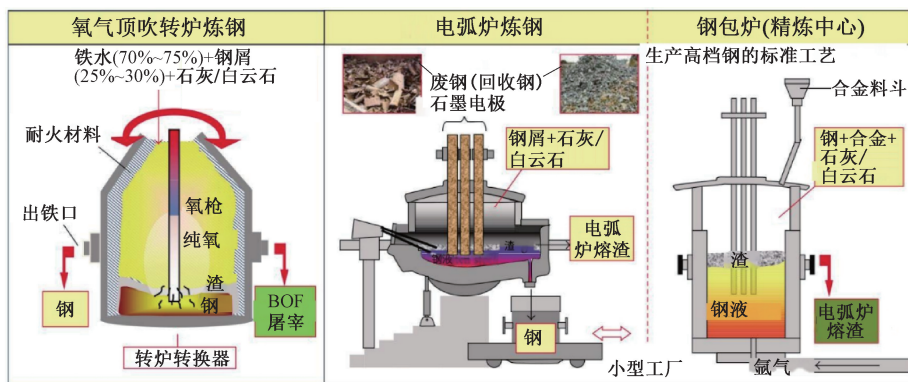 氧气顶吹转炉炼钢
铁水(70%~75%)+钢屑
(25%~30%)+石灰/白云石
耐火材料
出铁口
氧枪
纯氧
渣
钢
钢
BOF
屠宰
转炉转换器
电弧炉炼钢
废钢(回收钢)
石墨电极
钢屑+石灰/
白云石
渣
钢液
电弧
炉熔渣
钢
小型工厂
钢包炉(精炼中心)
生产高档钢的标准工艺
合金料斗
钢+合金+
石灰/
白云石
渣
钢液
电弧炉
熔渣
氩气